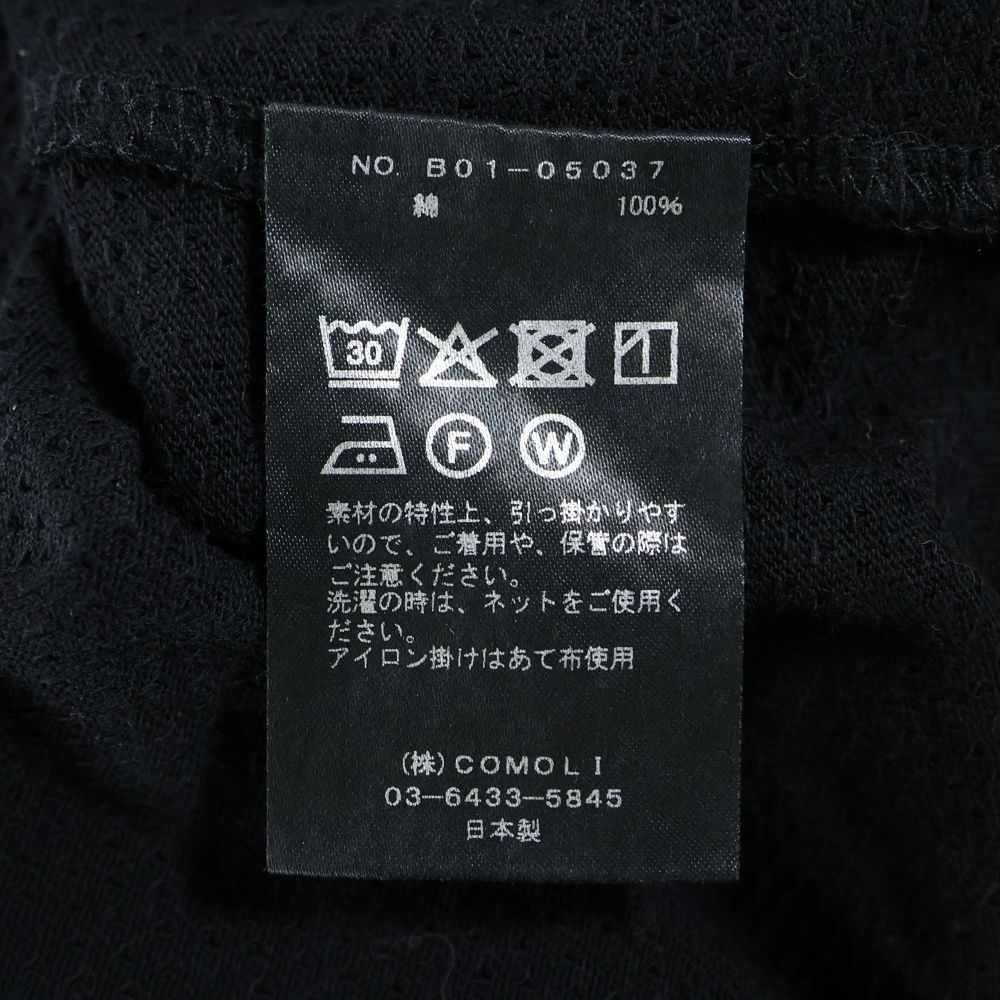 NO. B01-05037
綿 100%
30
F W
素材の特性上、引っ掛かりやす
いので、ご着用や、保管の際は
ご注意ください。
洗濯の時は、ネットをご使用く
ださい。
アイロン掛けはあて布使用
(株)COMOLI
03-6433-5845
日本製